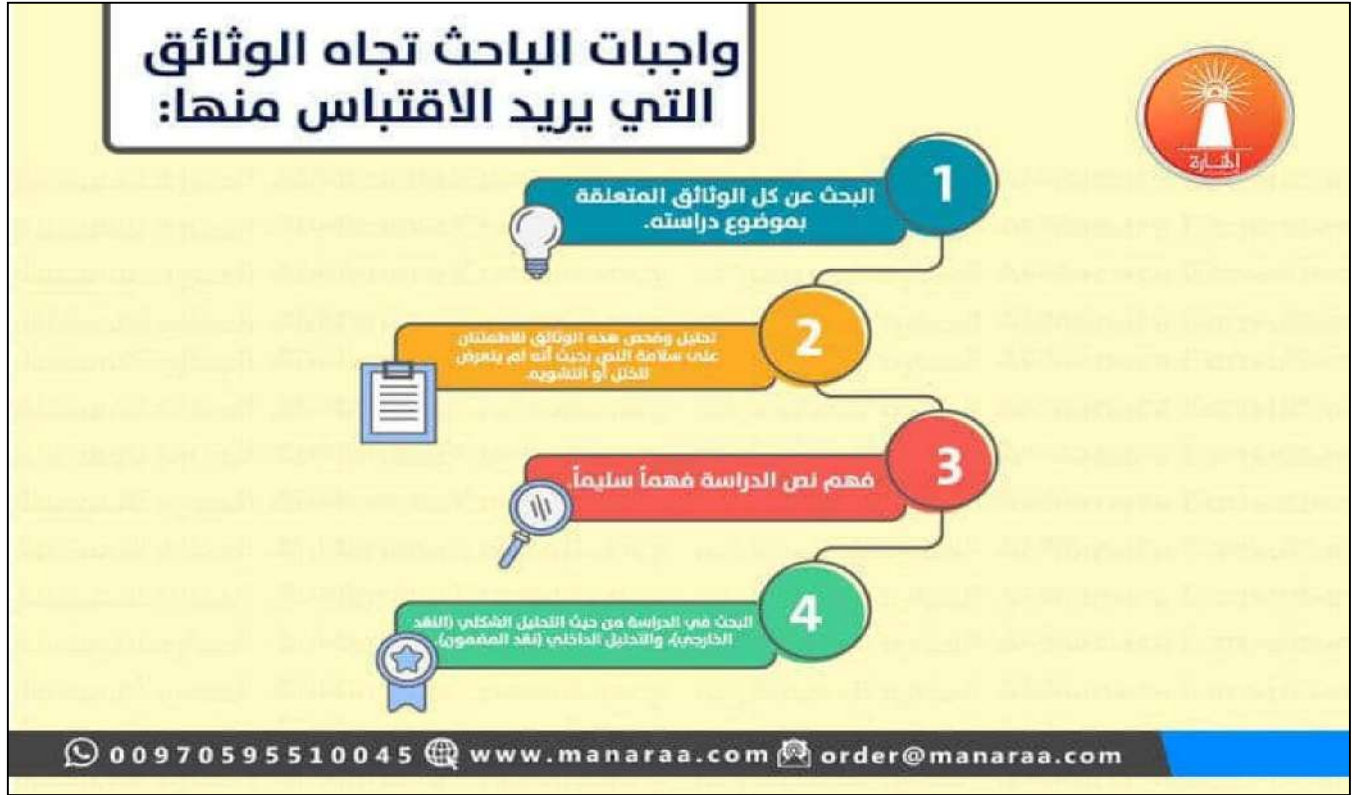 واجبات الباحث تجاه الوثائق
التي يريد الاقتباس منها:
المنارة
1
البحث عن كل الوثائق المتعلقة
بموضوع دراسته.
2
تحليل وفحص هذه الوثائق للاطمئنان
على سلامة النص بحيث أنه لم يتعرض
للخلل أو التشويه.
3
فهم نص الدراسة فهماً سليماً.
4
البحث في الدراسة من حيث التحليل الشكلي (النقد
الخارجي)، والتحليل الداخلي (نقد المضمون).
00970595510045 www.manaraa.com order@manaraa.com